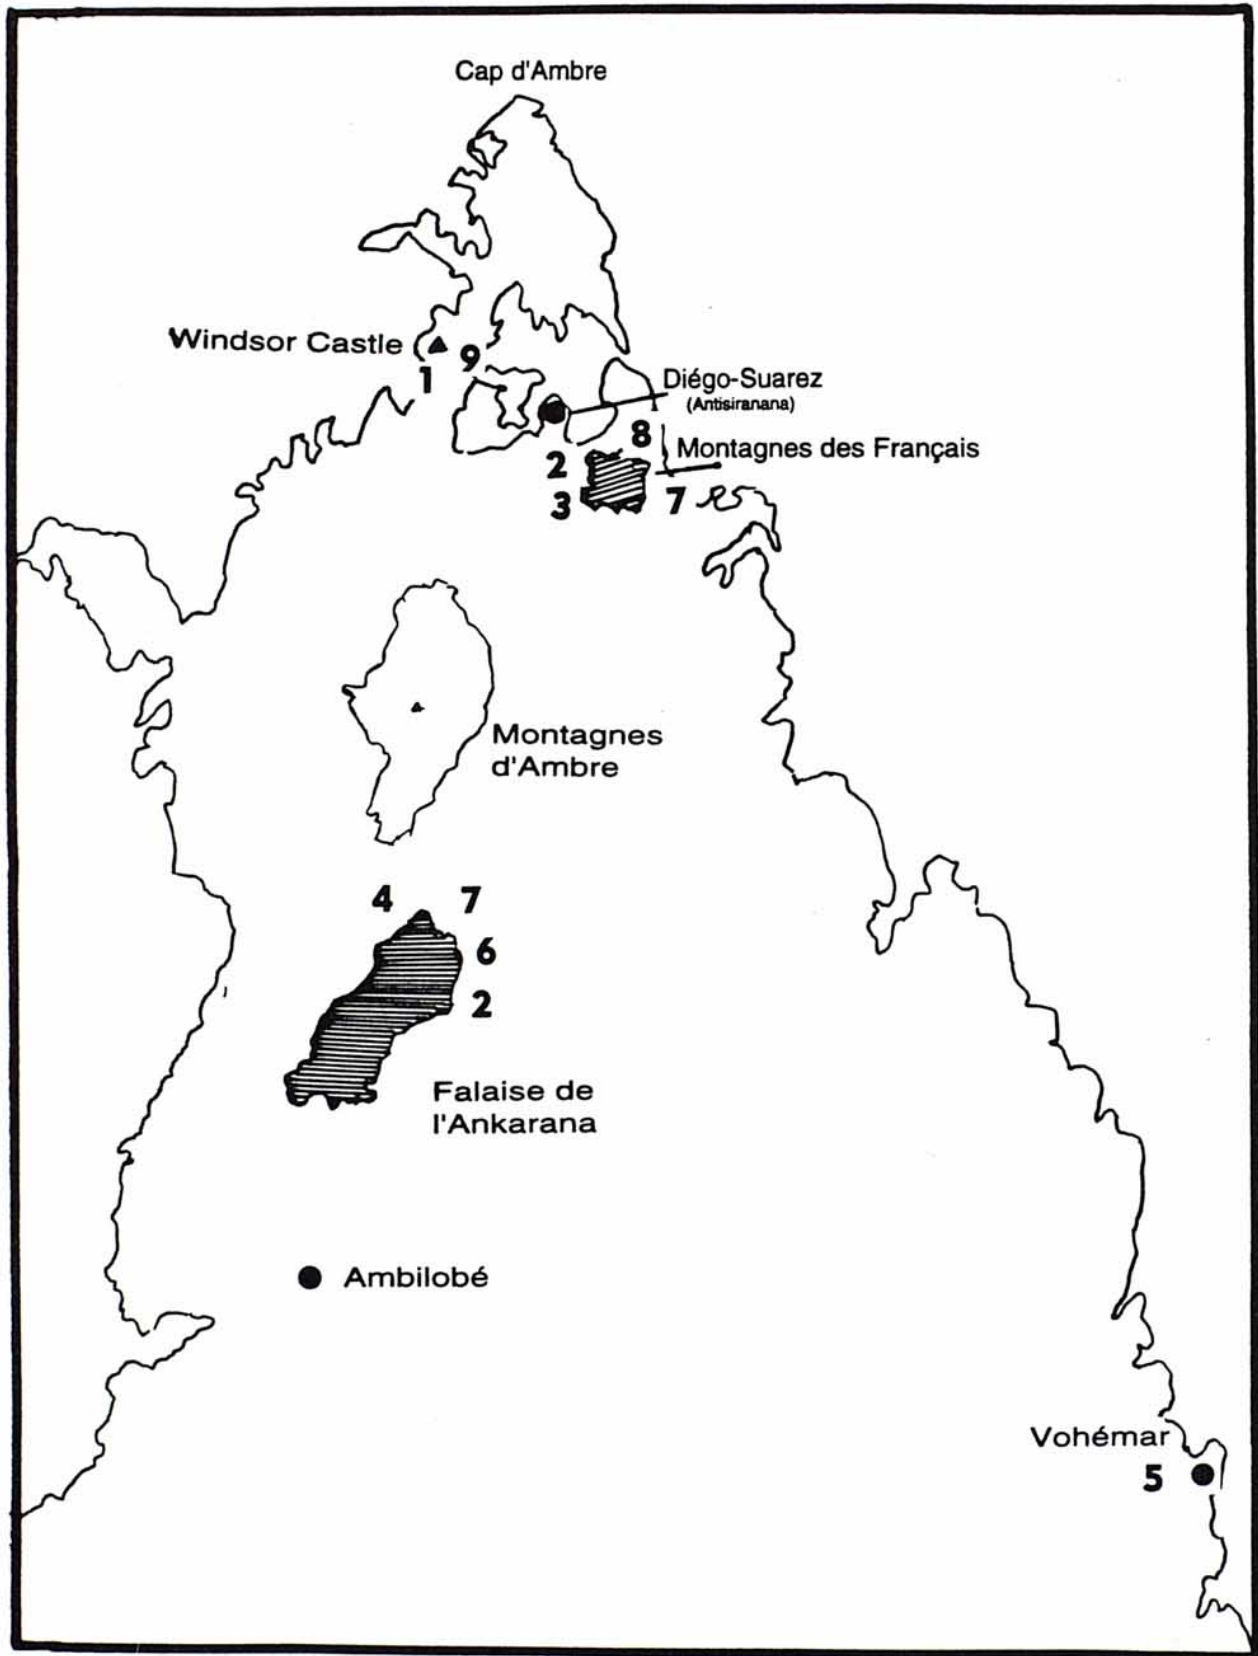 Cap d'Ambre
Windsor Castle
9
1
Diégo-Suarez
(Antisiranana)
8
Montagnes des Français
2
3
7
Montagnes
d'Ambre
4
7
6
2
Falaise de
l'Ankarana
Ambilobé
Vohémar
5